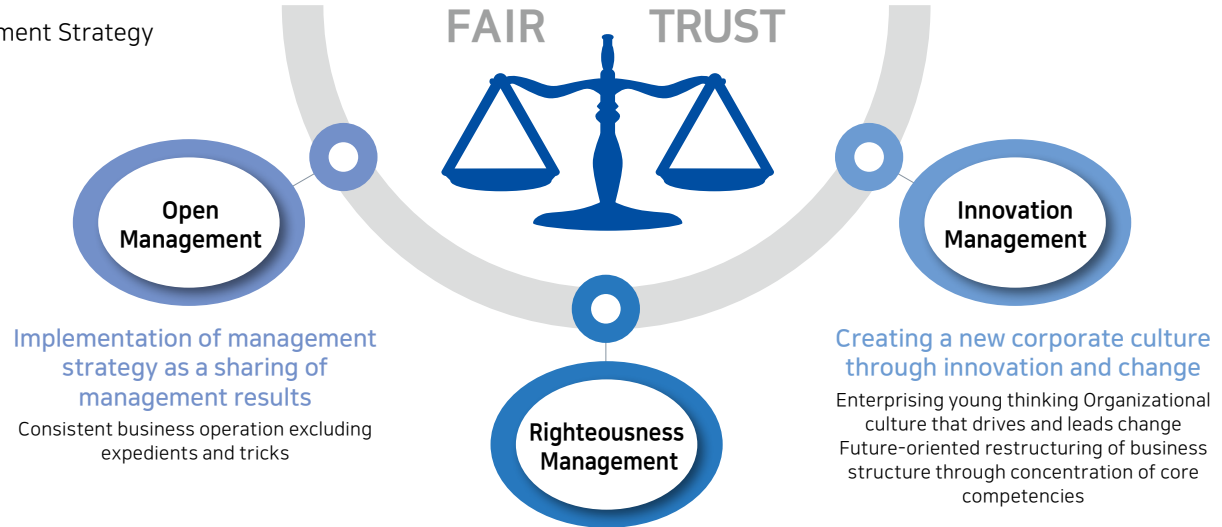 Strategy
FAIR TRUST
Open
Management
Implementation of management
strategy as a sharing of
management results
Consistent business operation excluding
expedients and tricks
Righteousness
Management
Innovation
Management
Creating a new corporate culture
through innovation and change
Enterprising young thinking Organizational
culture that drives and leads change
Future-oriented restructuring of business
structure through concentration of core
competencies